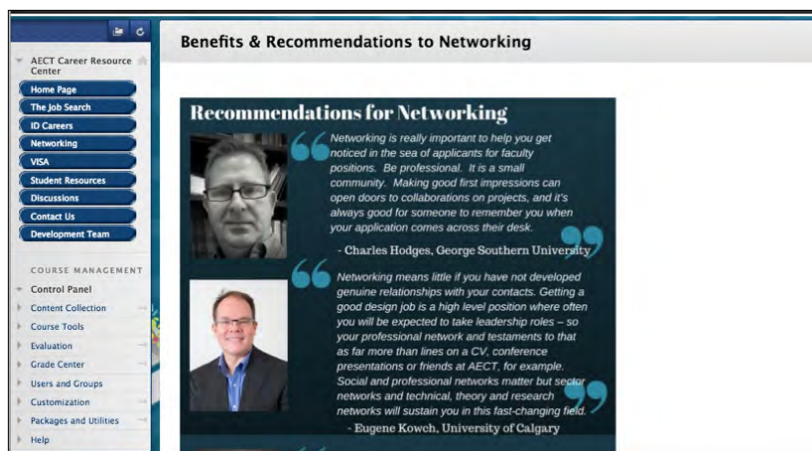 Benefits & Recommendations to Networking
AECT Career Resource
Center
Home Page
The Job Search
ID Careers
Networking
VISA
Student Resources
Discussions
Contact Us
Development Team
COURSE MANAGEMENT
Control Panel
Content Collection
Course Tools
Evaluation
Grade Center
Users and Groups
Customization
Packages and Utilities
Help
Recommendations for Networking
“ Networking is really important to help you get
noticed in the sea of applicants for faculty
positions. Be professional. It is a small
community. Making good first impressions can
open doors to collaborations on projects, and it's
always good for someone to remember you when
your application comes across their desk.
- Charles Hodges, George Southern University ”
“ Networking means little if you have not developed
genuine relationships with your contacts. Getting a
good design job is a high level position where often
you will be expected to take leadership roles – so
your professional network and testaments to that
as far more than lines on a CV, conference
presentations or friends at AECT, for example.
Social and professional networks matter but sector
networks and technical, theory and research
networks will sustain you in this fast-changing field. ”
- Eugene Kowch, University of Calgary